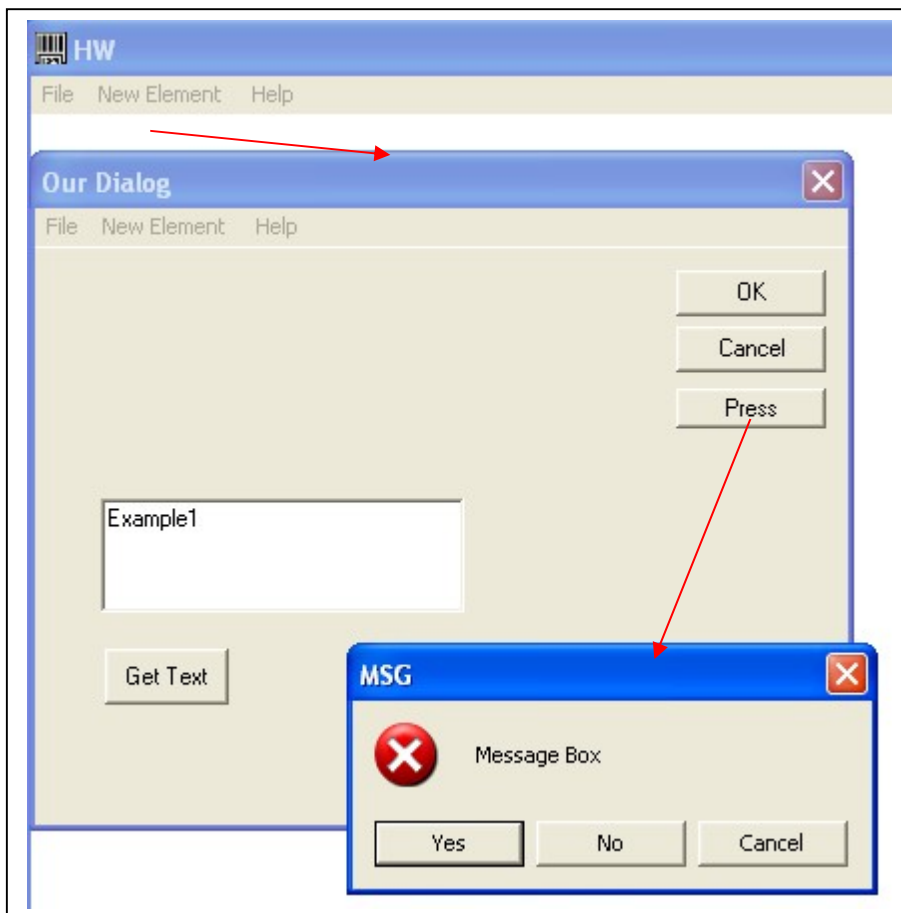 HW
File New Element Help
Our Dialog
File New Element Help
OK
Cancel
Press
Example1
Get Text
MSG
Message Box
Yes No Cancel